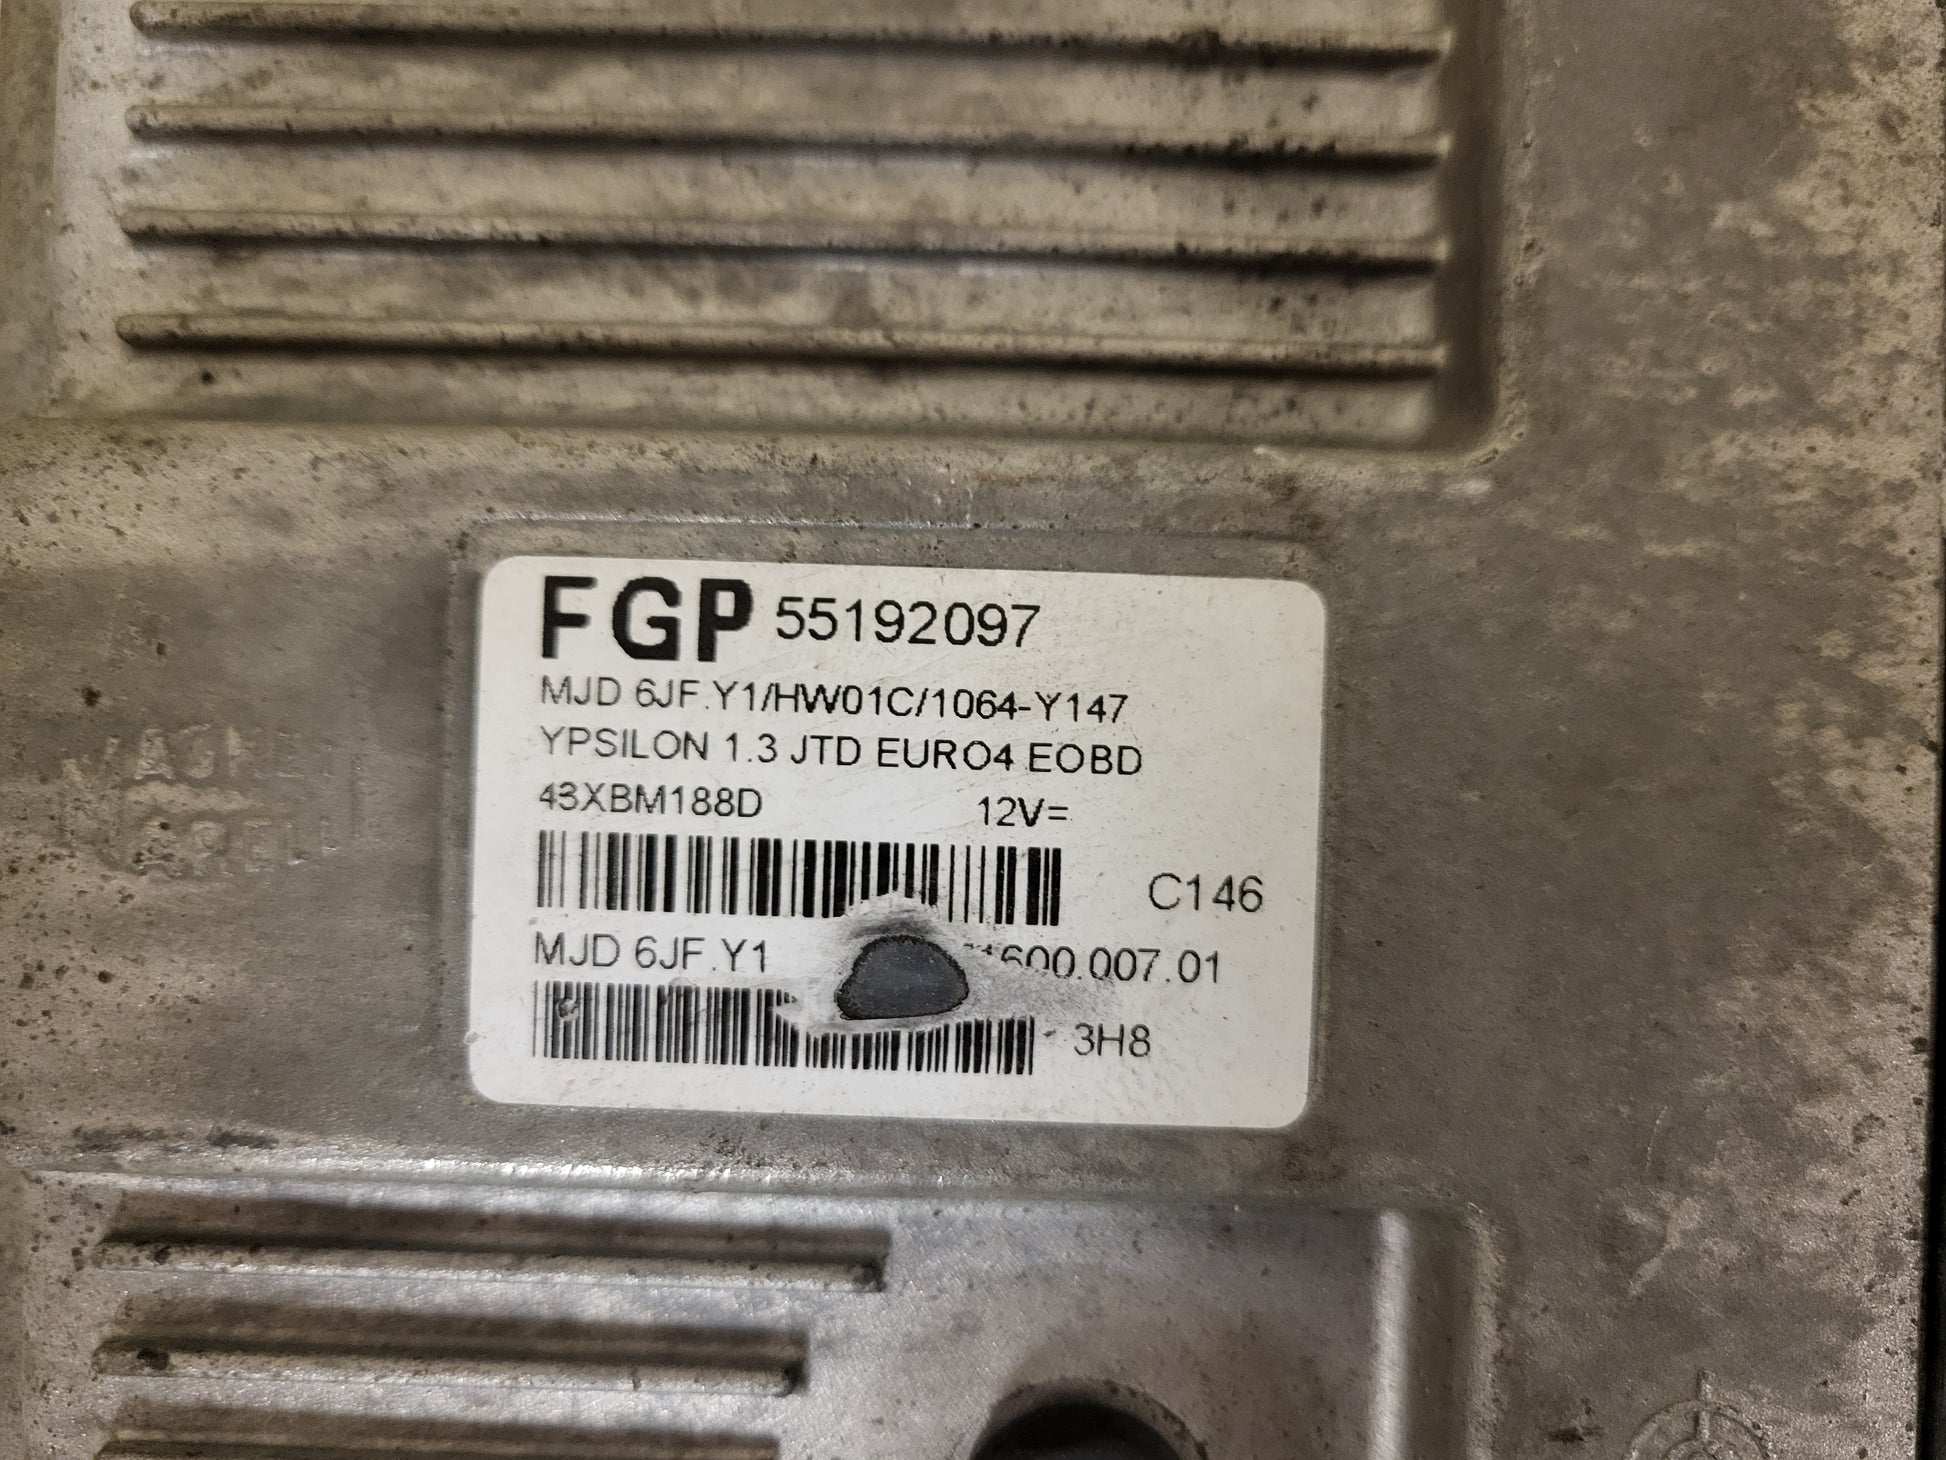 FGP 55192097
MJD 6JF.Y1/HW01C/1064-Y147
YPSILON 1.3 JTD EURO4 EOBD
43XBM188D 12V=
C146
MJD 6JF.Y1 600.007.01
3H8